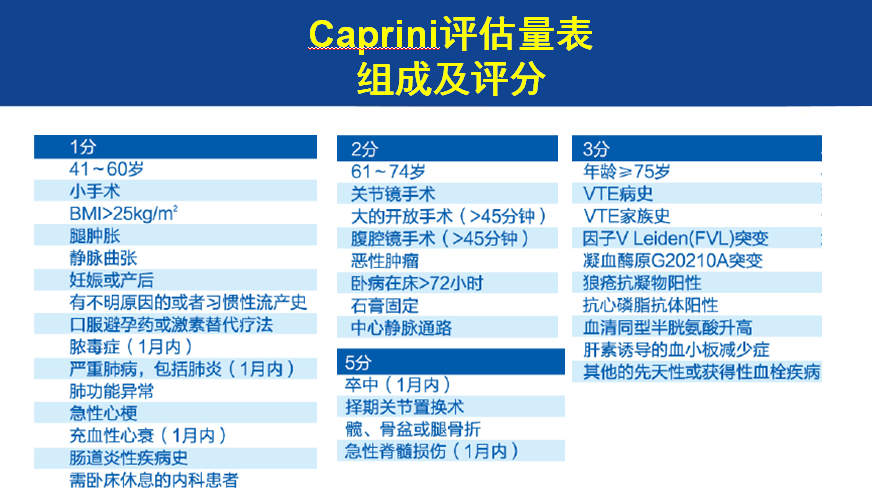 Caprini评估量表
组成及评分
1分
41～60岁
小手术
BMI>25kg/m²
腿肿胀
静脉曲张
妊娠或产后
有不明原因的或者习惯性流产史
口服避孕药或激素替代疗法
脓毒症（1月内）
严重肺病，包括肺炎（1月内）
肺功能异常
急性心梗
充血性心衰（1月内）
肠道炎性疾病史
需卧床休息的内科患者
2分
61～74岁
关节镜手术
大的开放手术（>45分钟）
腹腔镜手术（>45分钟）
恶性肿瘤
卧病在床>72小时
石膏固定
中心静脉通路
5分
卒中（1月内）
择期关节置换术
髋、骨盆或腿骨折
急性脊髓损伤（1月内）
3分
年龄≥75岁
VTE病史
VTE家族史
因子V Leiden(FVL)突变
凝血酶原G20210A突变
狼疮抗凝物阳性
抗心磷脂抗体阳性
血清同型半胱氨酸升高
肝素诱导的血小板减少症
其他的先天性或获得性血栓疾病